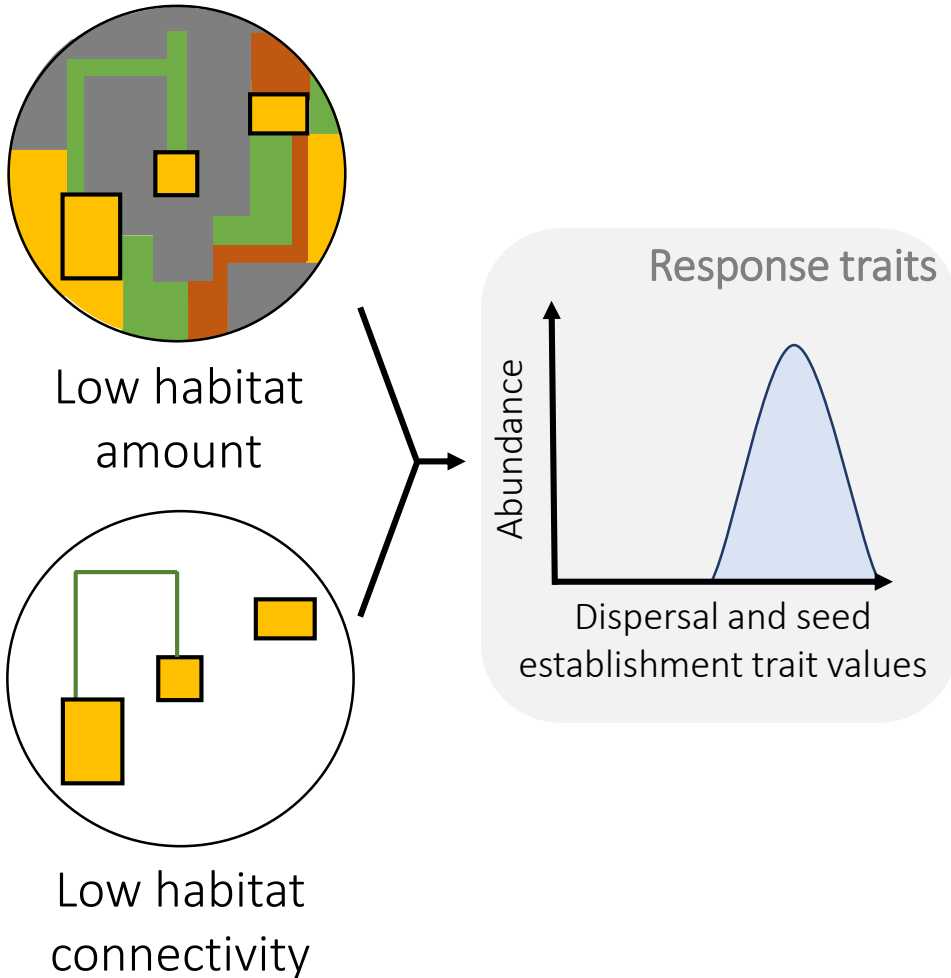 Low habitat
amount
Low habitat
connectivity
Response traits
Abundance
Dispersal and seed
establishment trait values